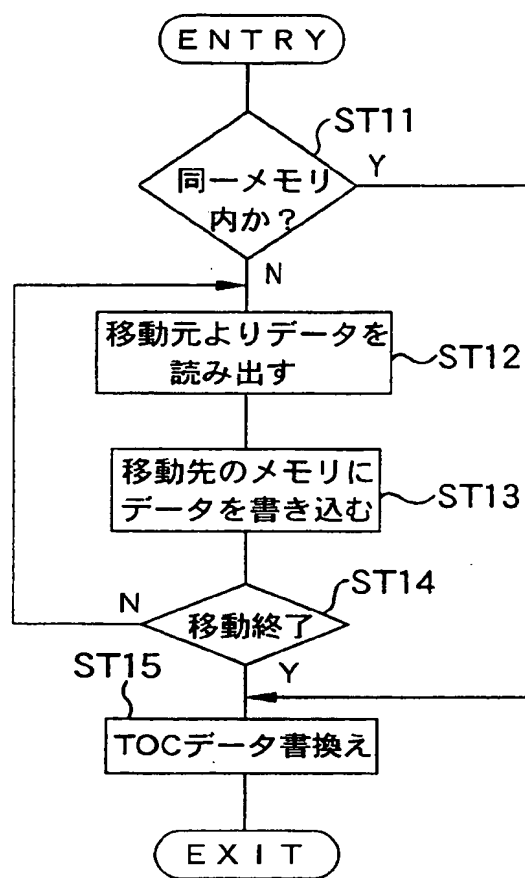 ENTRY
ST11
同一メモリ
内か？
Y
N
移動元よりデータを
読み出す
ST12
移動先のメモリに
データを書き込む
ST13
ST14
N
移動終了
Y
ST15
TOCデータ書換え
EXIT